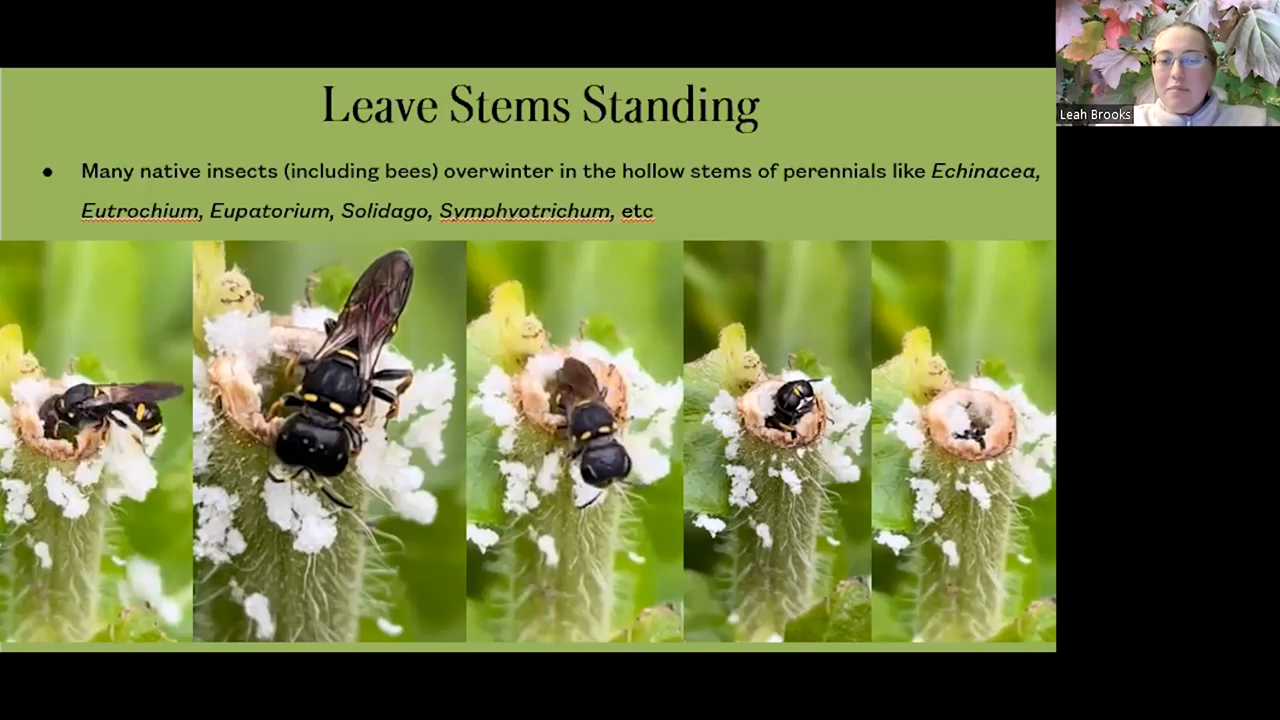 Leave Stems Standing
Leah Brooks
● Many native insects (including bees) overwinter in the hollow stems of perennials like Echinacea,
Eutrochium, Eupatorium, Solidago, Symphyotrichum, etc